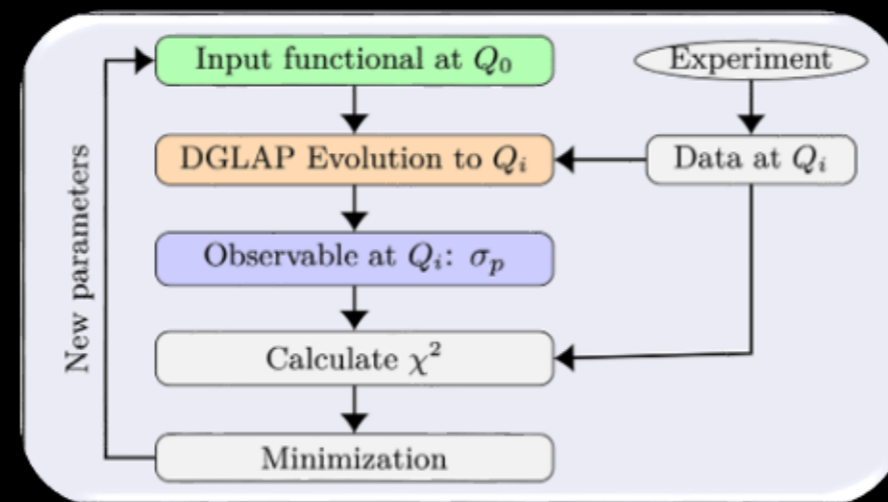 Input functional at Q₀
Experiment
DGLAP Evolution to Qᵢ
Data at Qᵢ
Observable at Qᵢ: σₚ
Calculate χ²
Minimization
New parameters